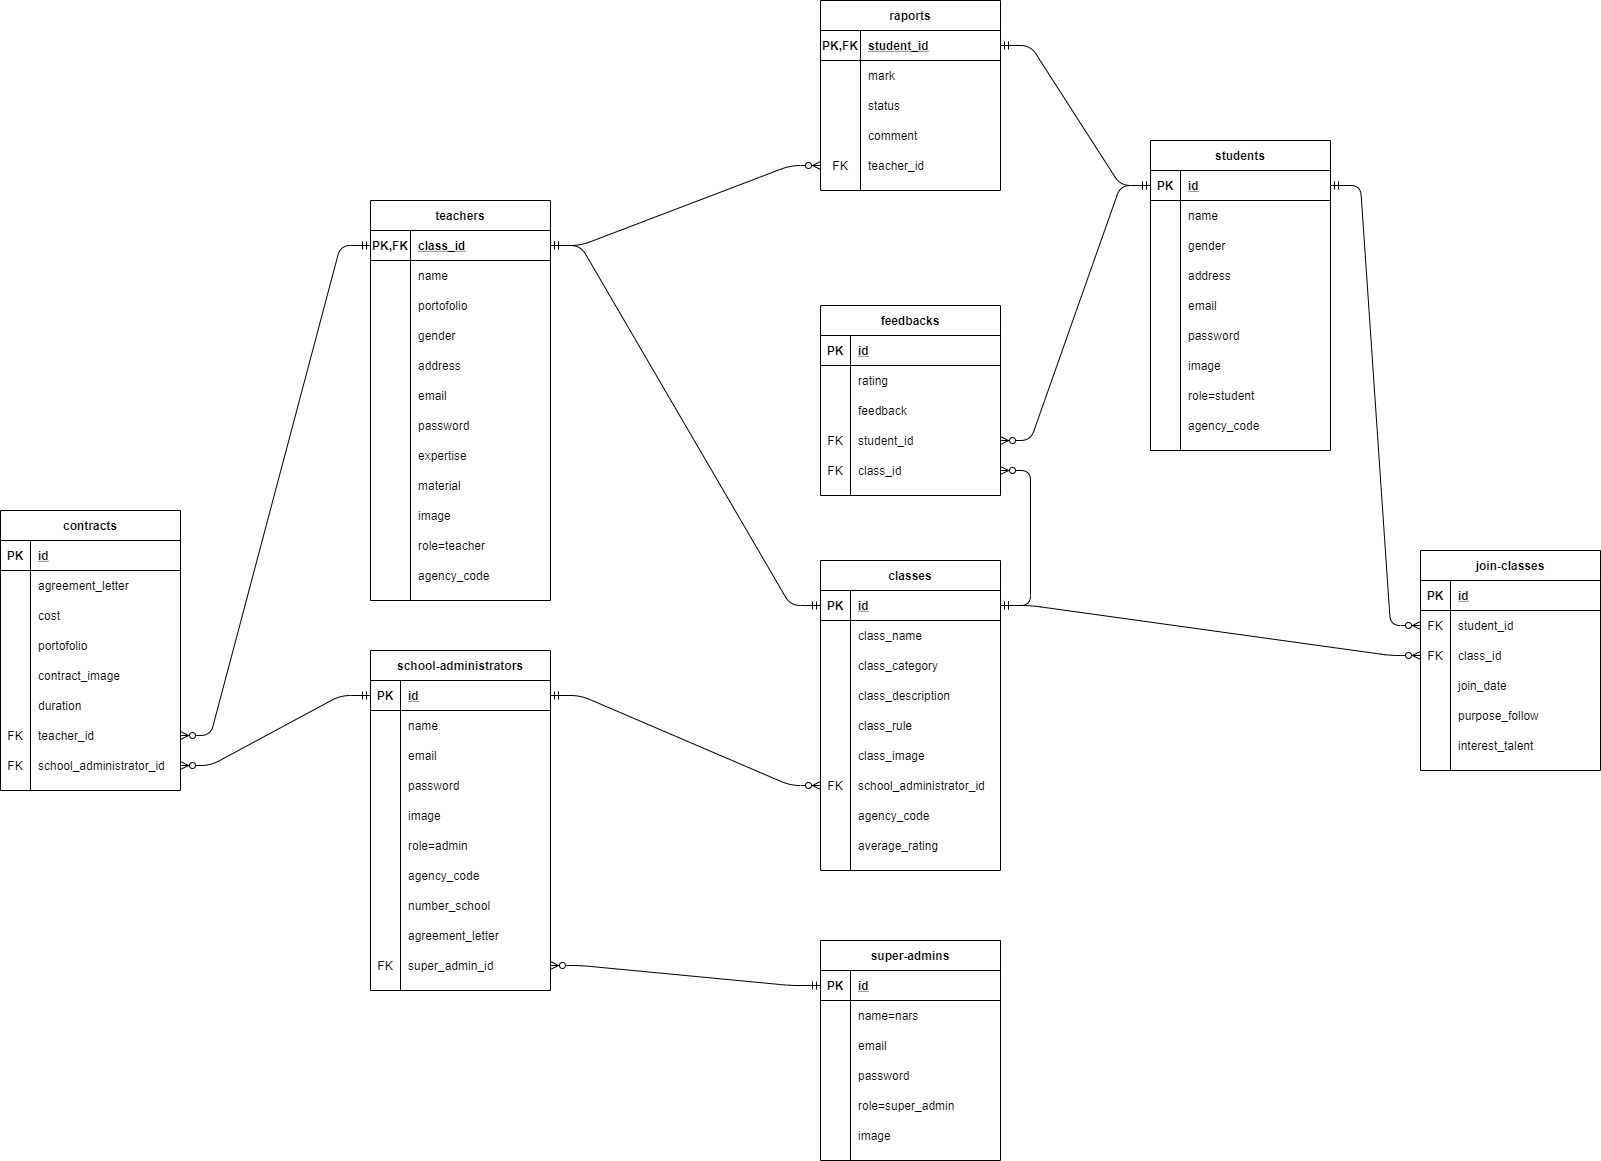 raports
PK,FK student_id
mark
status
comment
FK teacher_id
students
PK id
name
gender
address
email
password
image
role=student
agency_code
teachers
PK,FK class_id
name
portofolio
gender
address
email
password
expertise
material
image
role=teacher
agency_code
feedbacks
PK id
rating
feedback
FK student_id
FK class_id
contracts
PK id
agreement_letter
cost
portofolio
contract_image
duration
FK teacher_id
FK school_administrator_id
classes
PK id
class_name
class_category
class_description
class_rule
class_image
FK school_administrator_id
agency_code
average_rating
join-classes
PK id
FK student_id
FK class_id
join_date
purpose_follow
interest_talent
school-administrators
PK id
name
email
password
image
role=admin
agency_code
number_school
agreement_letter
FK super_admin_id
super-admins
PK id
name=nars
email
password
role=super_admin
image